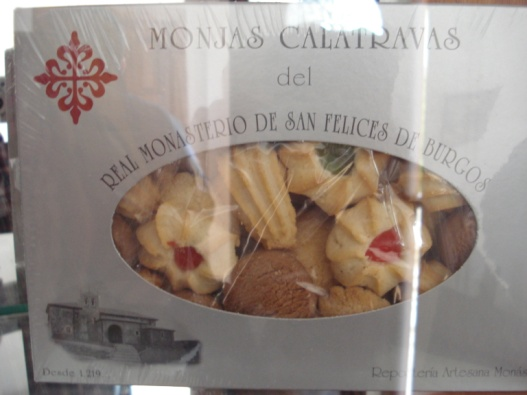 MONJAS CALATRAVAS
del
REAL MONASTERIO DE SAN FELICES DE BURGOS
Desde 1.219
Repostería Artesana